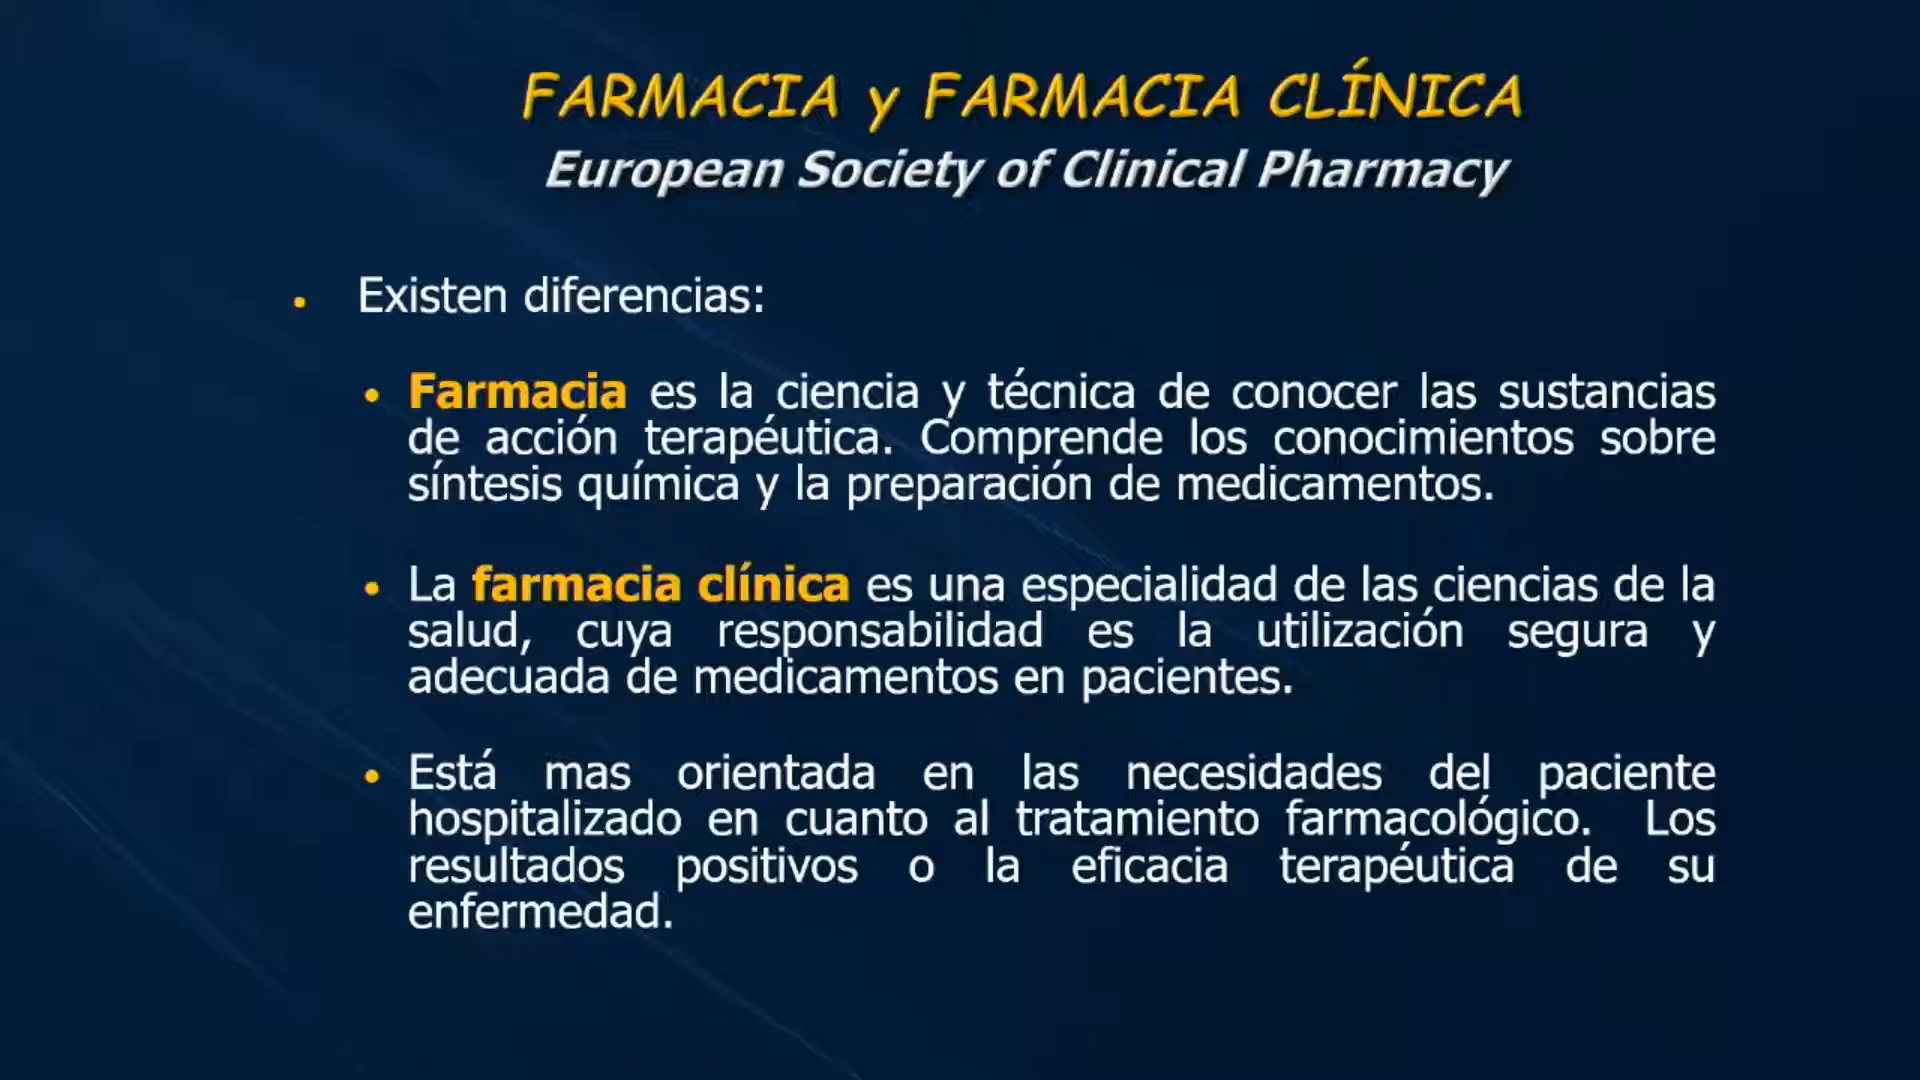 FARMACIA y FARMACIA CLÍNICA
European Society of Clinical Pharmacy
• Existen diferencias:
• Farmacia es la ciencia y técnica de conocer las sustancias
de acción terapéutica. Comprende los conocimientos sobre
síntesis química y la preparación de medicamentos.
• La farmacia clínica es una especialidad de las ciencias de la
salud, cuya responsabilidad es la utilización segura y
adecuada de medicamentos en pacientes.
• Está mas orientada en las necesidades del paciente
hospitalizado en cuanto al tratamiento farmacológico. Los
resultados positivos o la eficacia terapéutica de su
enfermedad.